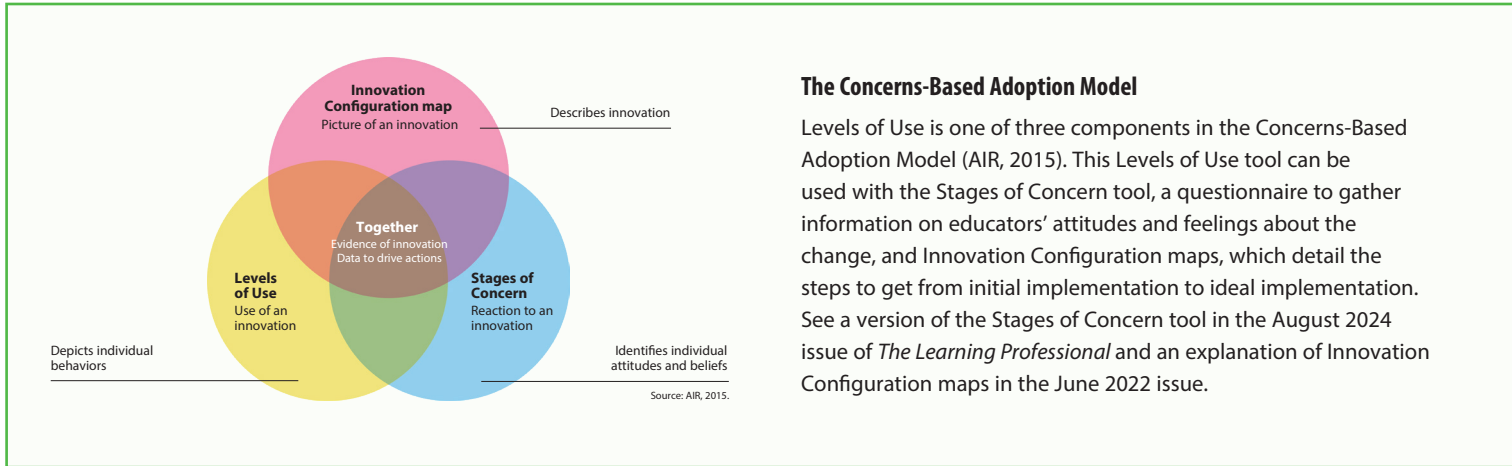 Innovation
Configuration map
Picture of an innovation
Describes innovation
Together
Evidence of innovation
Data to drive actions
Levels
of Use
Use of an
innovation
Stages of
Concern
Reaction to an
innovation
Depicts individual
behaviors
Identifies individual
attitudes and beliefs
Source: AIR, 2015.
The Concerns-Based Adoption Model
Levels of Use is one of three components in the Concerns-Based
Adoption Model (AIR, 2015). This Levels of Use tool can be
used with the Stages of Concern tool, a questionnaire to gather
information on educators’ attitudes and feelings about the
change, and Innovation Configuration maps, which detail the
steps to get from initial implementation to ideal implementation.
See a version of the Stages of Concern tool in the August 2024
issue of The Learning Professional and an explanation of Innovation
Configuration maps in the June 2022 issue.